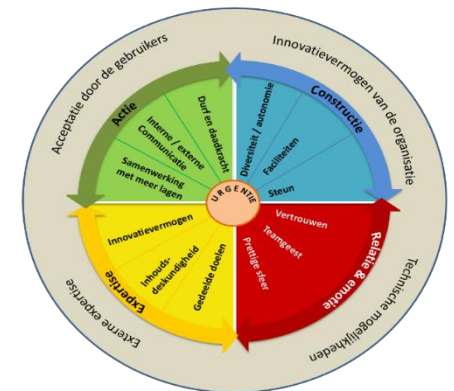 Acceptatie door de gebruikers
Innovatievermogen van de organisatie
Actie
Constructie
Durf en daadkracht
Interne / externe
Communicatie
Samenwerking
met meer lagen
Diversiteit / autonomie
Faciliteiten
Steun
URGENTIE
Innovatievermogen
Inhouds-
deskundigheid
Gedeelde doelen
Vertrouwen
Teamgeest
Prettige sfeer
Expertise
Relatie & emotie
Externe expertise
Technische mogelijkheden